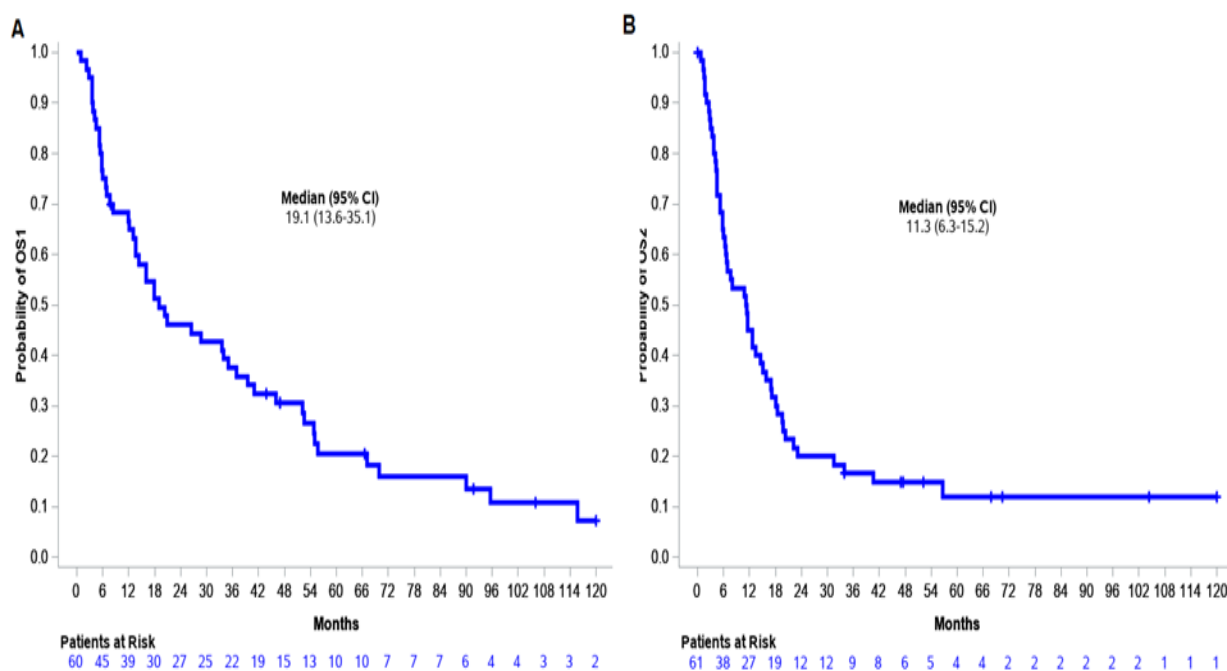 A
1.0
0.9
0.8
0.7
0.6
0.5
0.4
0.3
0.2
0.1
0.0
Probability of OS1
Median (95% CI)
19.1 (13.6-35.1)
0 6 12 18 24 30 36 42 48 54 60 66 72 78 84 90 96 102 108 114 120
Months
Patients at Risk
60 45 39 30 27 25 22 19 15 13 10 10 7 7 7 6 4 4 3 3 2
B
1.0
0.9
0.8
0.7
0.6
0.5
0.4
0.3
0.2
0.1
0.0
Probability of OS2
Median (95% CI)
11.3 (6.3-15.2)
0 6 12 18 24 30 36 42 48 54 60 66 72 78 84 90 96 102 108 114 120
Months
Patients at Risk
61 38 27 19 12 12 9 8 6 5 4 4 2 2 2 2 2 2 1 1 1